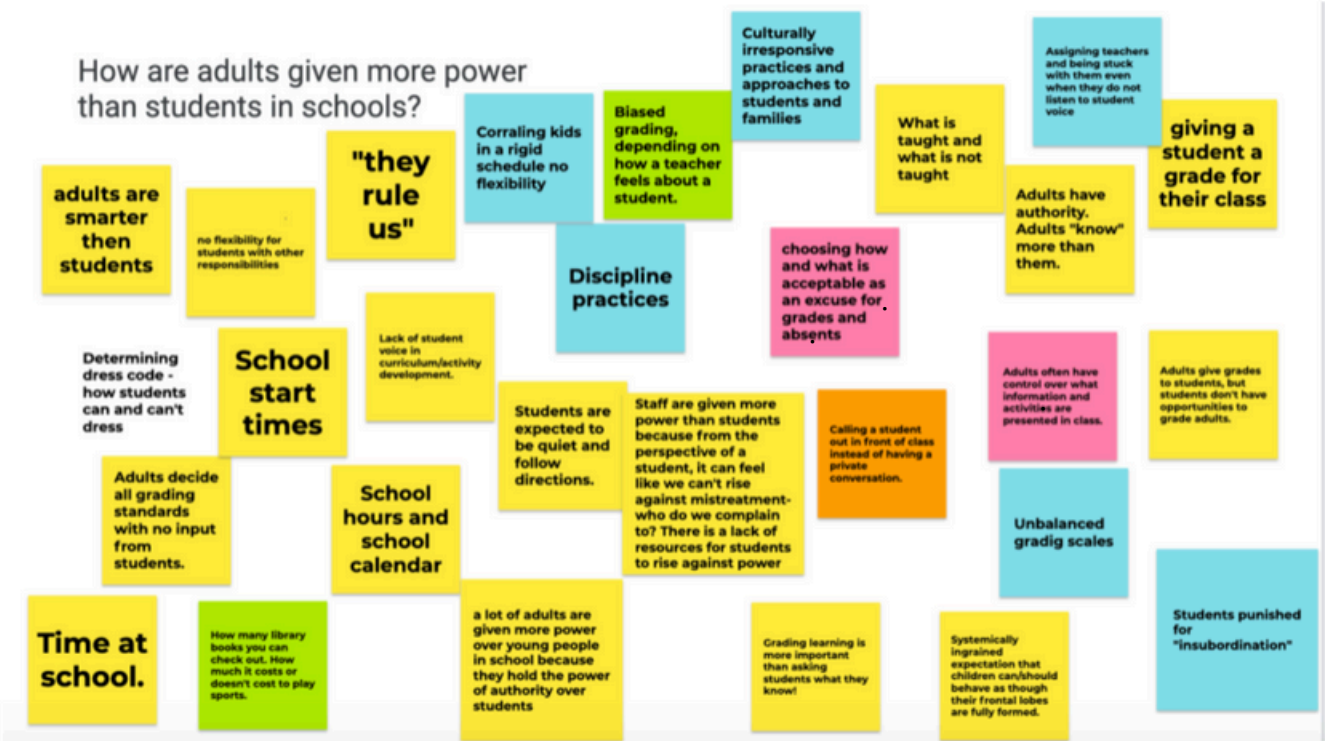 How are adults given more power
than students in schools?
Culturally
irresponsive
practices and
approaches to
students and
families
Assigning teachers
and being stuck
with them even
when they do not
listen to student
voice
Corraling kids
in a rigid
schedule no
flexibility
Biased
grading,
depending on
how a teacher
feels about a
student.
What is
taught and
what is not
taught
giving a
student a
grade for
their class
"they
rule
us"
adults are
smarter
then
students
no flexibility for
students with other
responsibilities
Adults have
authority.
Adults "know"
more than
them.
Discipline
practices
choosing how
and what is
acceptable as
an excuse for
grades and
absents
Determining
dress code -
how students
can and can't
dress
School
start
times
Lack of student
voice in
curriculum/activity
development.
Students are
expected to
be quiet and
follow
directions.
Staff are given more
power than students
because from the
perspective of a
student, it can feel
like we can't rise
against mistreatment-
who do we complain
to? There is a lack of
resources for students
to rise against power
Calling a student
out in front of class
instead of having a
private
conversation.
Adults often have
control over what
information and
activities are
presented in class.
Adults give grades
to students, but
students don't have
opportunities to
grade adults.
Adults decide
all grading
standards
with no input
from
students.
School
hours and
school
calendar
Unbalanced
gradig scales
Time at
school.
How many library
books you can
check out. How
much it costs or
doesn't cost to play
sports.
a lot of adults are
given more power
over young people
in school because
they hold the power
of authority over
students
Grading learning is
more important
than asking
students what they
know!
Systemically
ingrained
expectation that
children can/should
behave as though
their frontal lobes
are fully formed.
Students punished
for
"insubordination"